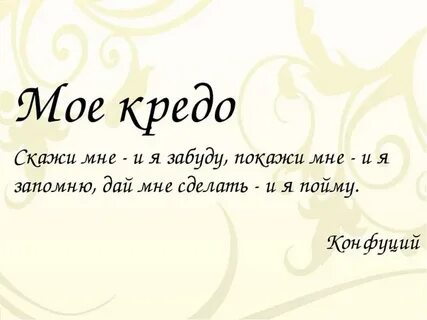 Мое кредо
Скажи мне - и я забуду, покажи мне - и я
запомню, дай мне сделать - и я пойму.
Конфуций